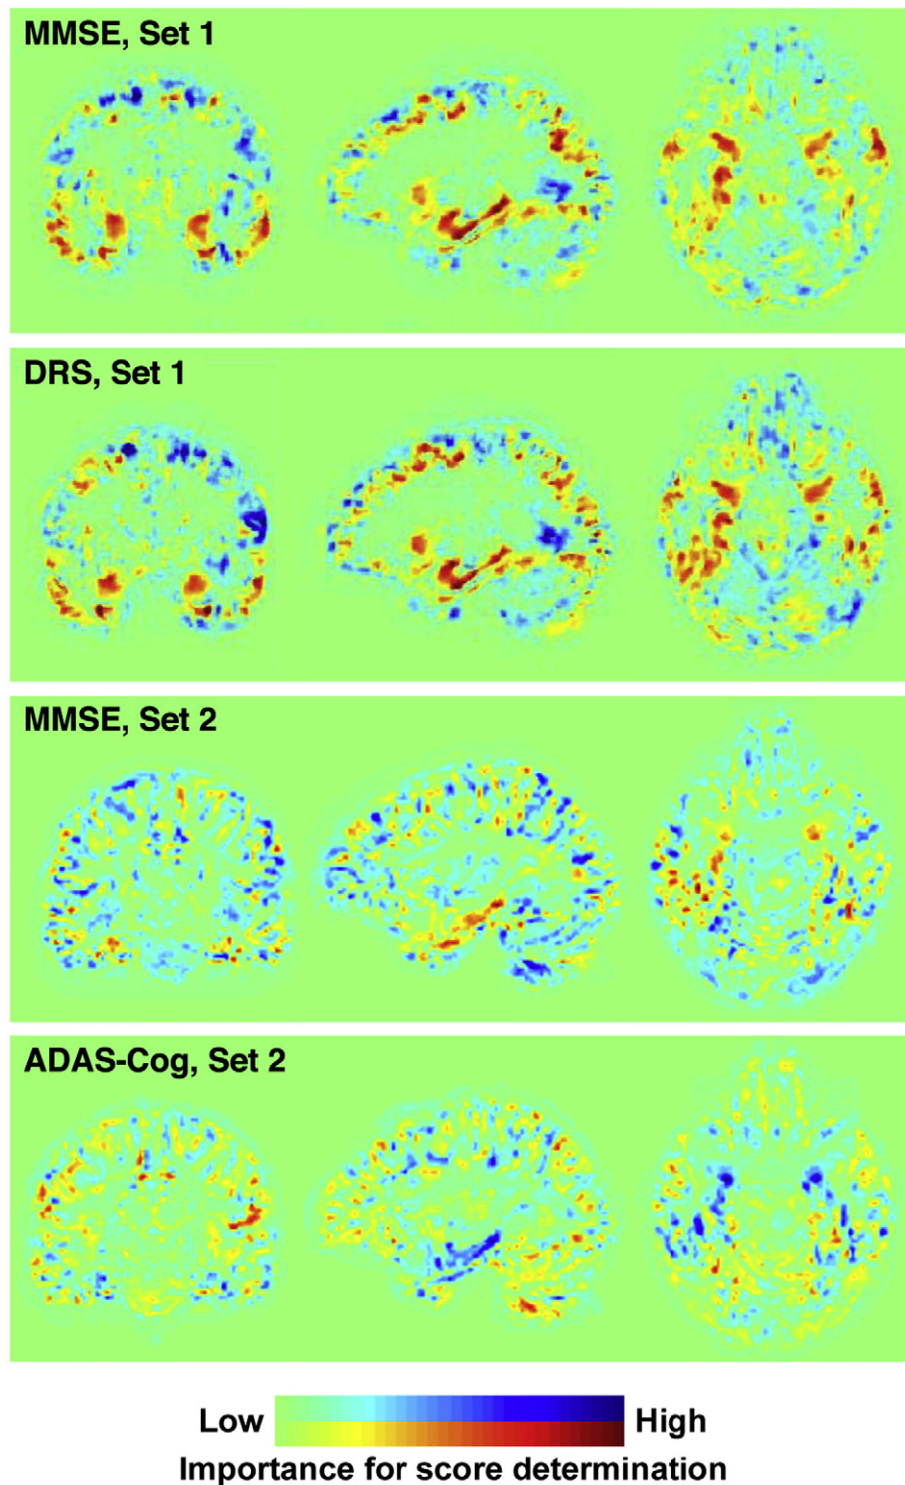 MMSE, Set 1
DRS, Set 1
MMSE, Set 2
ADAS-Cog, Set 2
Low High
Importance for score determination